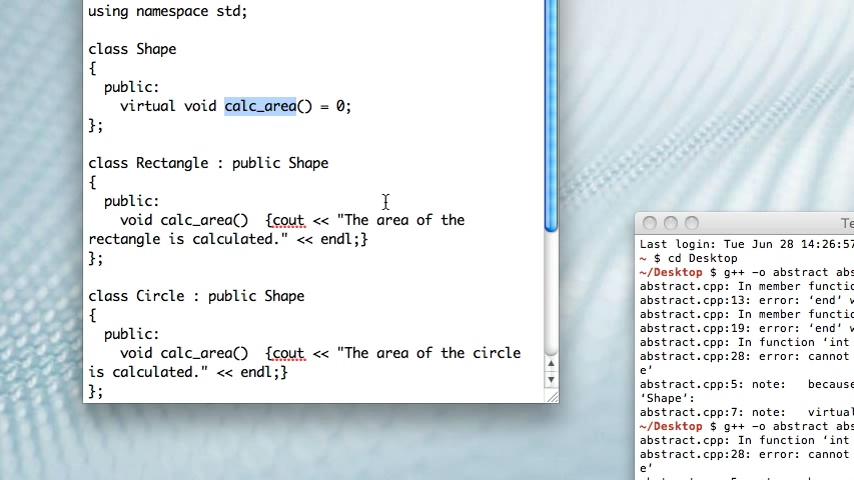 using namespace std;
class Shape
{
public:
virtual void calc_area() = 0;
};
class Rectangle : public Shape
{
public:
void calc_area()  {cout << "The area of the
rectangle is calculated." << endl;}
};
class Circle : public Shape
{
public:
void calc_area()  {cout << "The area of the circle
is calculated." << endl;}
};
Te
Last login: Tue Jun 28 14:26:57
~ $ cd Desktop
~/Desktop $ g++ -o abstract abs
abstract.cpp: In member functio
abstract.cpp:13: error: ‘end’ w
abstract.cpp: In member functio
abstract.cpp:19: error: ‘end’ w
abstract.cpp: In function ‘int
abstract.cpp:28: error: cannot
e’
abstract.cpp:5: note:   because
‘Shape’:
abstract.cpp:7: note:   virtual
~/Desktop $ g++ -o abstract abs
abstract.cpp: In function ‘int
abstract.cpp:28: error: cannot
e’